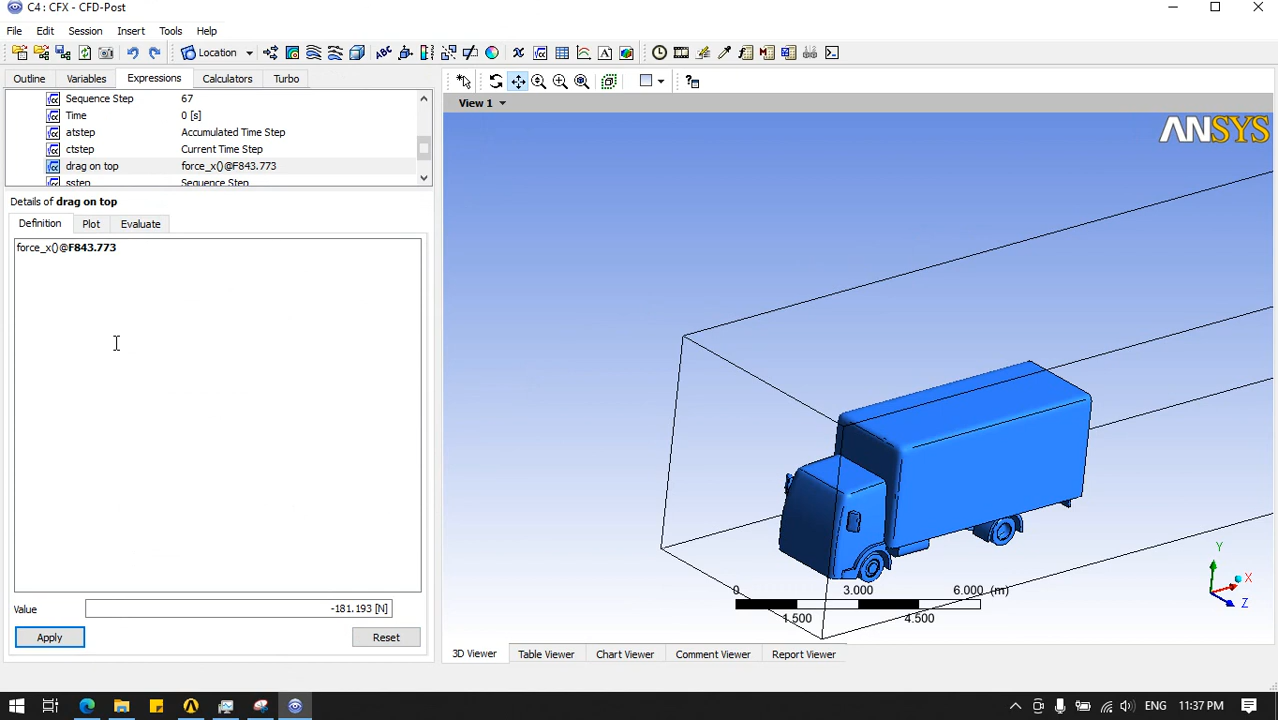 C4 : CFX - CFD-Post
File Edit Session Insert Tools Help
Location
Outline Variables Expressions Calculators Turbo
Sequence Step 67
Time 0 [s]
atstep Accumulated Time Step
ctstep Current Time Step
drag on top force_x()@F843.773
sstep Sequence Step
Details of drag on top
Definition Plot Evaluate
force_x()@F843.773
Value -181.193 [N]
Apply Reset
View 1
ANSYS
0 3.000 6.000 (m)
1.500 4.500
Y
X
Z
3D Viewer Table Viewer Chart Viewer Comment Viewer Report Viewer
ENG 11:37 PM